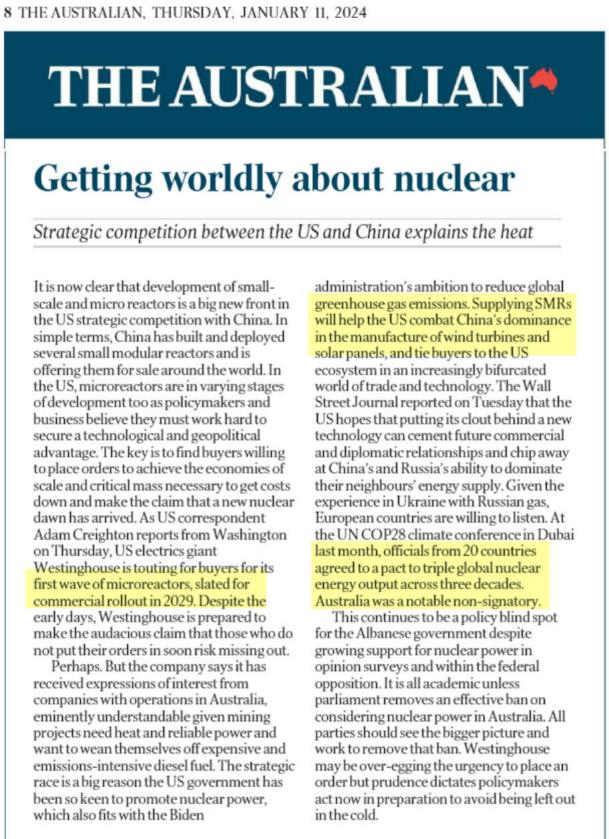 8 THE AUSTRALIAN, THURSDAY, JANUARY 11, 2024
THE AUSTRALIAN
Getting worldly about nuclear
Strategic competition between the US and China explains the heat
It is now clear that development of small-
scale and micro reactors is a big new front in
the US strategic competition with China. In
simple terms, China has built and deployed
several small modular reactors and is
offering them for sale around the world. In
the US, microreactors are in varying stages
of development too as policymakers and
business believe they must work hard to
secure a technological and geopolitical
advantage. The key is to find buyers willing
to place orders to achieve the economies of
scale and critical mass necessary to get costs
down and make the claim that a new nuclear
dawn has arrived. As US correspondent
Adam Creighton reports from Washington
on Thursday, US electrics giant
Westinghouse is touting for buyers for its
first wave of microreactors, slated for
commercial rollout in 2029. Despite the
early days, Westinghouse is prepared to
make the audacious claim that those who do
not put their orders in soon risk missing out.
Perhaps. But the company says it has
received expressions of interest from
companies with operations in Australia,
eminently understandable given mining
projects need heat and reliable power and
want to wean themselves off expensive and
emissions-intensive diesel fuel. The strategic
race is a big reason the US government has
been so keen to promote nuclear power,
which also fits with the Biden
administration's ambition to reduce global
greenhouse gas emissions. Supplying SMRs
will help the US combat China's dominance
in the manufacture of wind turbines and
solar panels, and tie buyers to the US
ecosystem in an increasingly bifurcated
world of trade and technology. The Wall
Street Journal reported on Tuesday that the
US hopes that putting its clout behind a new
technology can cement future commercial
and diplomatic relationships and chip away
at China's and Russia's ability to dominate
their neighbours' energy supply. Given the
experience in Ukraine with Russian gas,
European countries are willing to listen. At
the UN COP28 climate conference in Dubai
last month, officials from 20 countries
agreed to a pact to triple global nuclear
energy output across three decades.
Australia was a notable non-signatory.
This continues to be a policy blind spot
for the Albanese government despite
growing support for nuclear power in
opinion surveys and within the federal
opposition. It is all academic unless
parliament removes an effective ban on
considering nuclear power in Australia. All
parties should see the bigger picture and
work to remove that ban. Westinghouse
may be over-egging the urgency to place an
order but prudence dictates policymakers
act now in preparation to avoid being left out
in the cold.